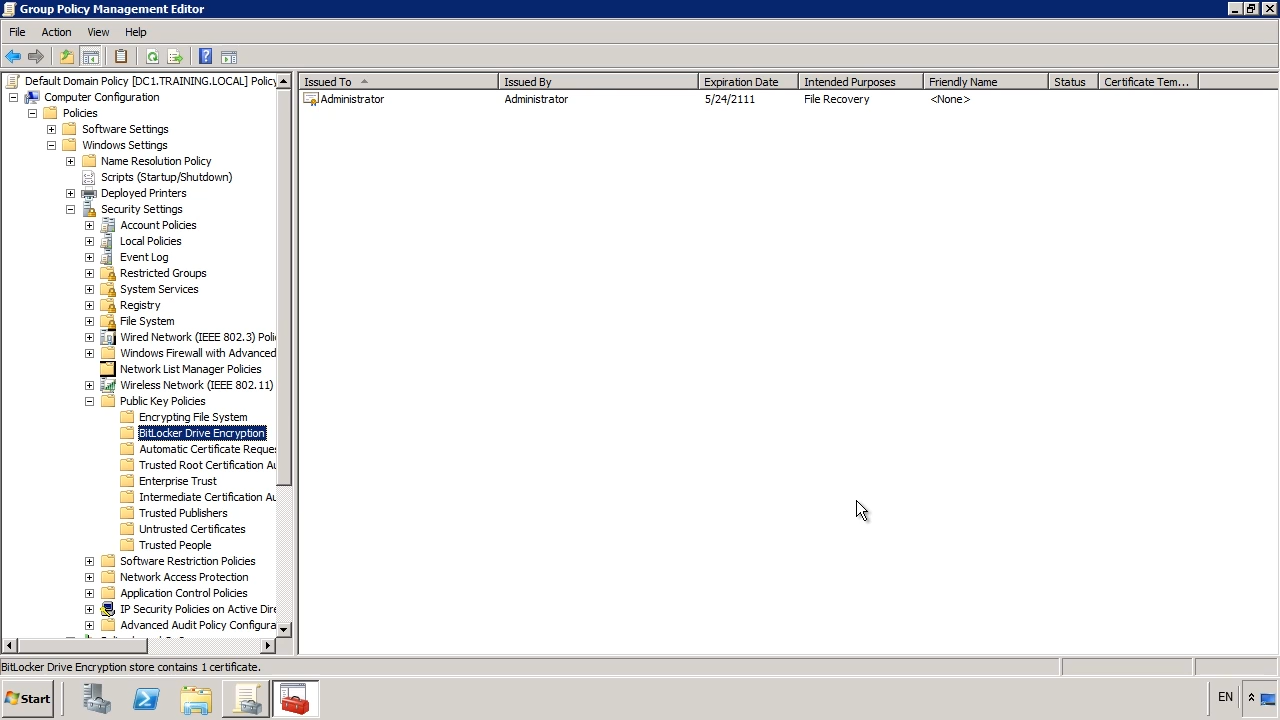 Group Policy Management Editor
File Action View Help
Default Domain Policy [DC1.TRAINING.LOCAL] Policy
Computer Configuration
Policies
Software Settings
Windows Settings
Name Resolution Policy
Scripts (Startup/Shutdown)
Deployed Printers
Security Settings
Account Policies
Local Policies
Event Log
Restricted Groups
System Services
Registry
File System
Wired Network (IEEE 802.3) Poli
Windows Firewall with Advanced
Network List Manager Policies
Wireless Network (IEEE 802.11)
Public Key Policies
Encrypting File System
BitLocker Drive Encryption
Automatic Certificate Reques
Trusted Root Certification Au
Enterprise Trust
Intermediate Certification Au
Trusted Publishers
Untrusted Certificates
Trusted People
Software Restriction Policies
Network Access Protection
Application Control Policies
IP Security Policies on Active Dire
Advanced Audit Policy Configura
Issued To Issued By Expiration Date Intended Purposes Friendly Name Status Certificate Tem...
Administrator Administrator 5/24/2111 File Recovery <None>
BitLocker Drive Encryption store contains 1 certificate.
Start EN